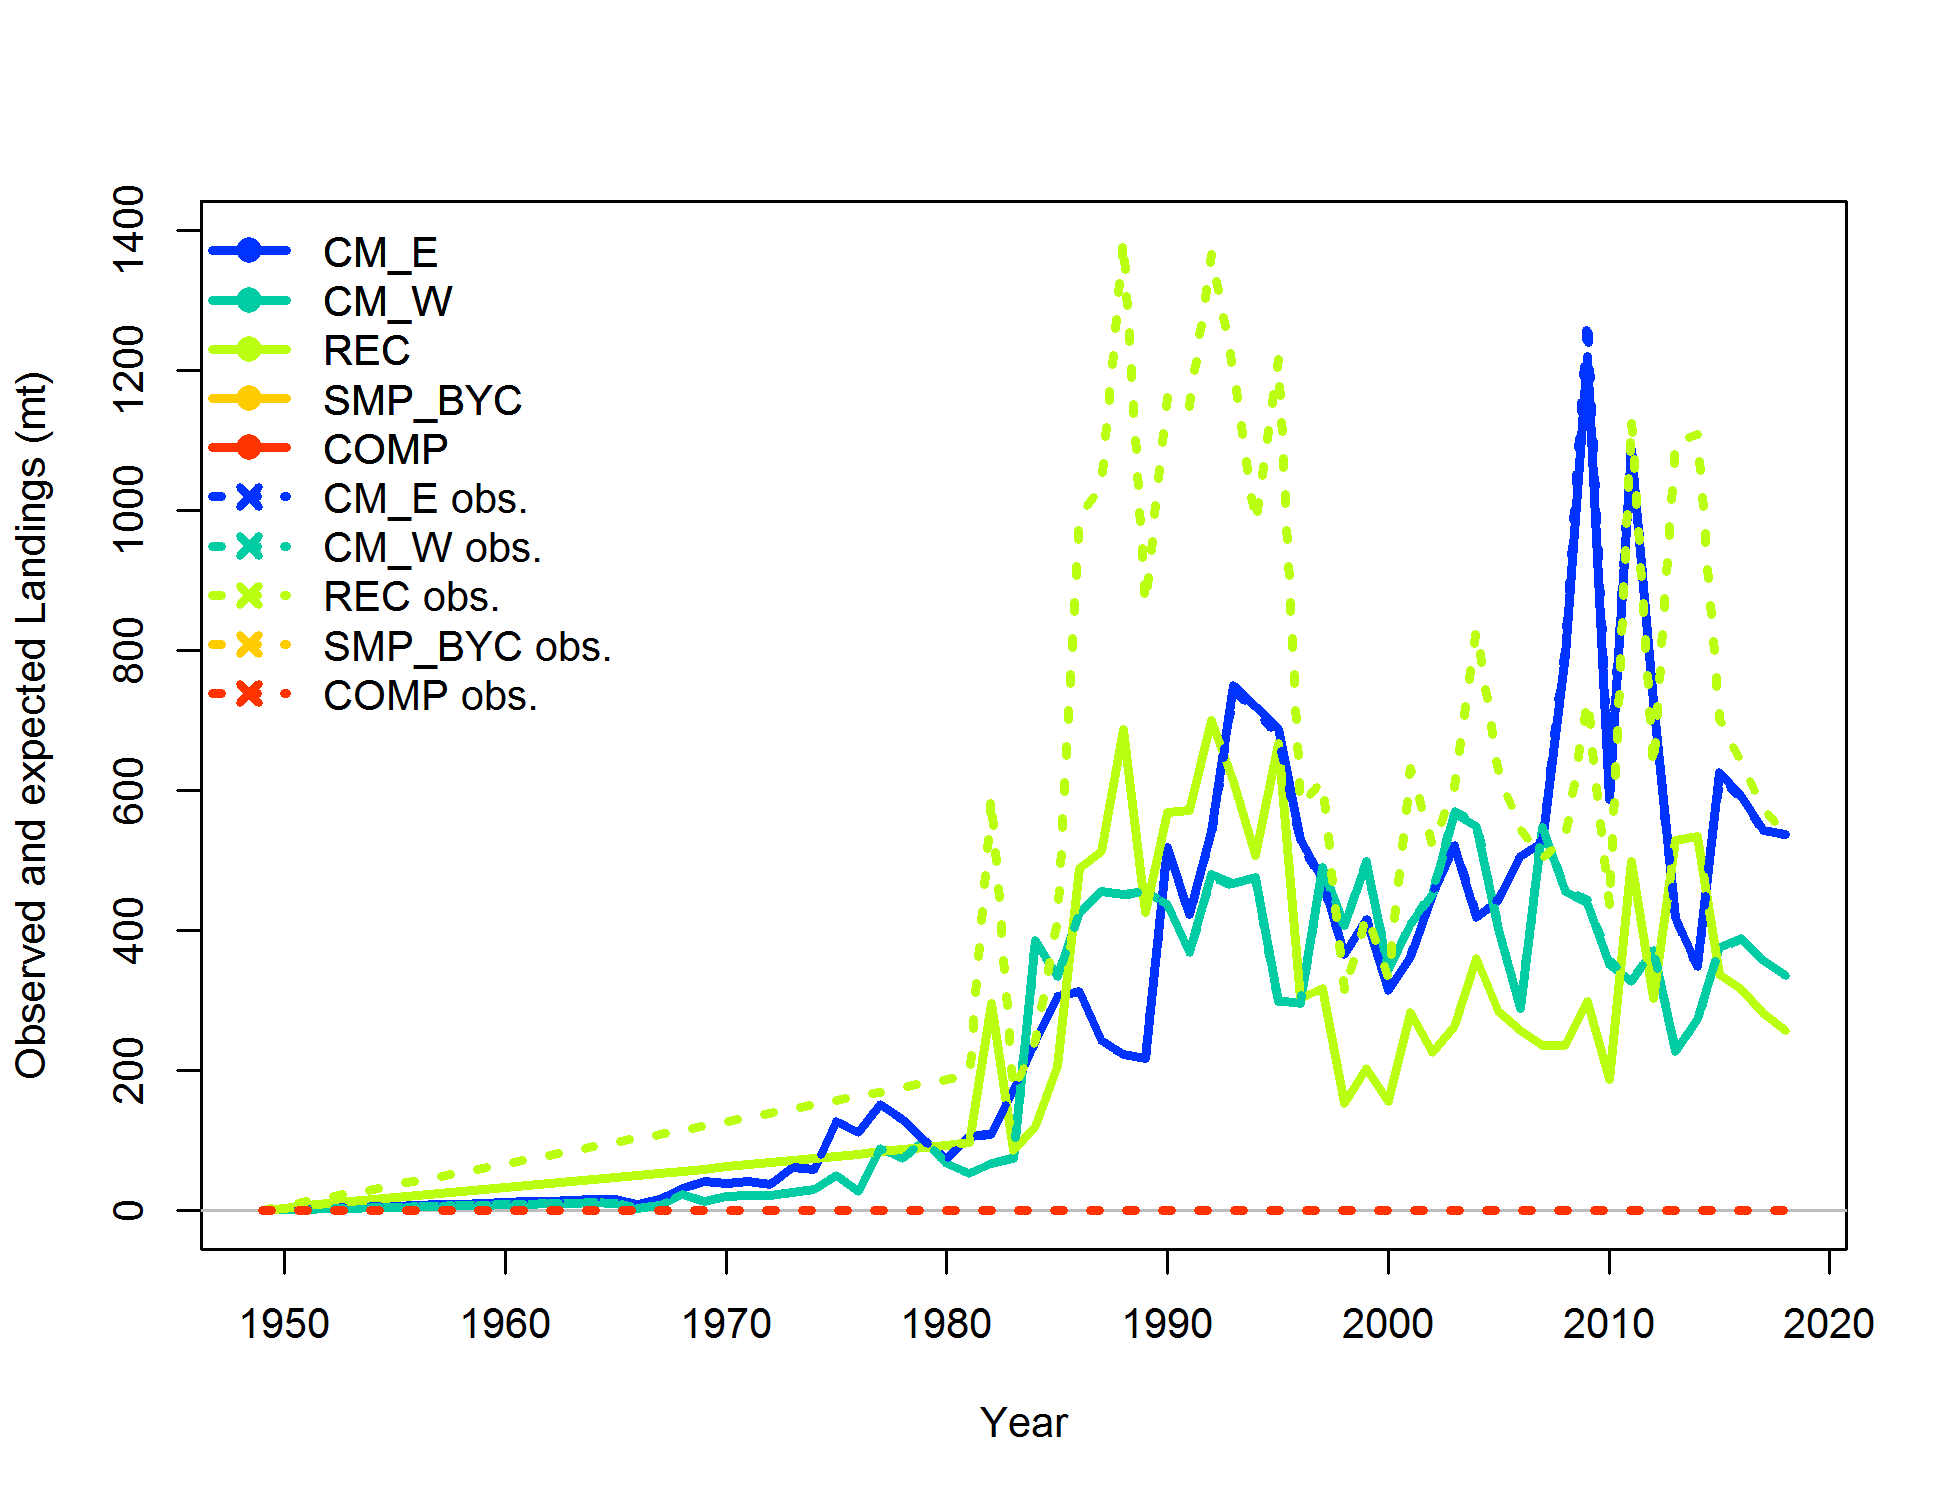 Observed and expected Landings (mt)
1400
1200
1000
800
600
400
200
0
CM_E
CM_W
REC
SMP_BYC
COMP
CM_E obs.
CM_W obs.
REC obs.
SMP_BYC obs.
COMP obs.
1950 1960 1970 1980 1990 2000 2010 2020
Year